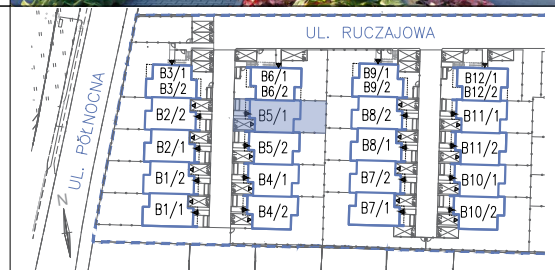 UL. RUCZAJOWA
UL. PÓŁNOCNA
N
B3/1
B3/2
B2/2
B2/1
B1/2
B1/1
B6/1
B6/2
B5/1
B5/2
B4/1
B4/2
B9/1
B9/2
B8/2
B8/1
B7/2
B7/1
B12/1
B12/2
B11/1
B11/2
B10/1
B10/2